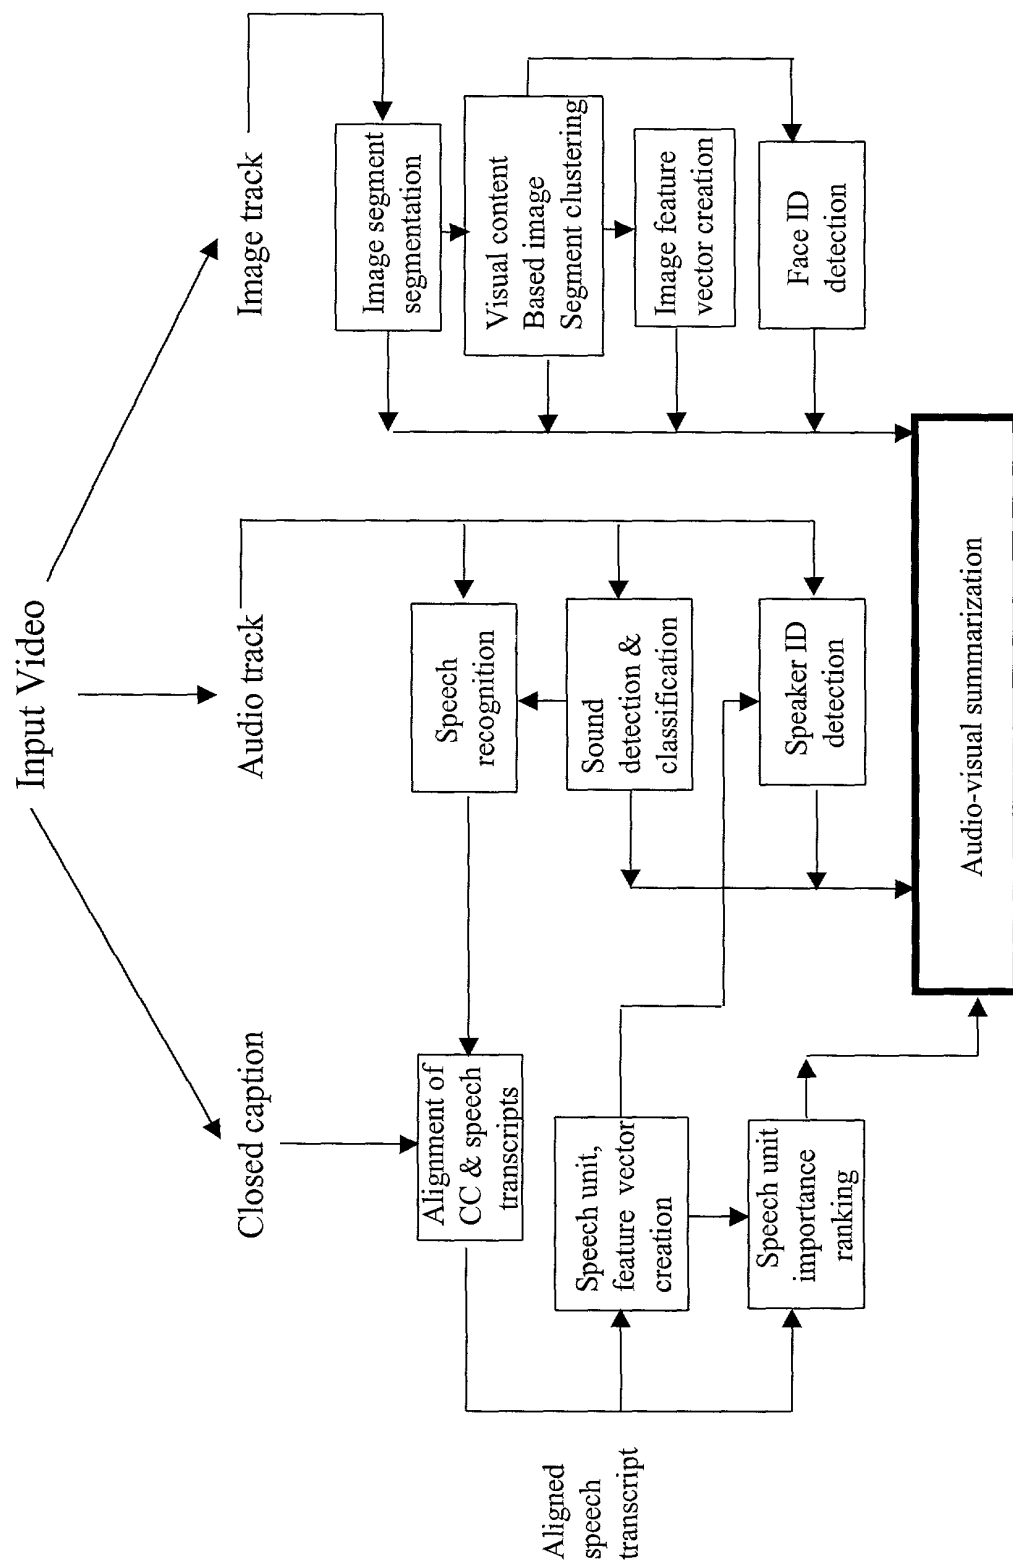 Input Video
Closed caption
Audio track
Image track
Alignment of
CC & speech
transcripts
Speech
recognition
Image segment
segmentation
Aligned
speech
transcript
Speech unit,
feature vector
creation
Sound
detection &
classification
Visual content
Based image
Segment clustering
Image feature
vector creation
Speech unit
importance
ranking
Speaker ID
detection
Face ID
detection
Audio-visual summarization